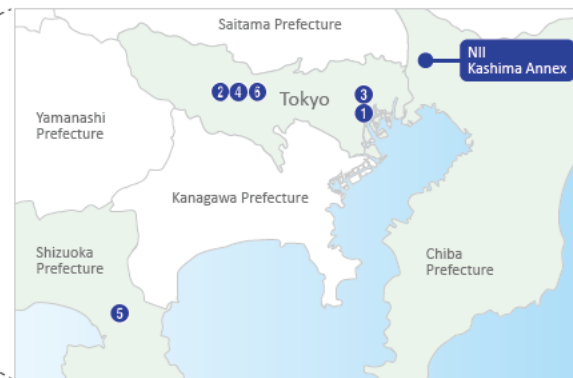 Saitama Prefecture
NII
Kashima Annex
2 4 6
Tokyo
3
1
Yamanashi
Prefecture
Kanagawa Prefecture
Shizuoka
Prefecture
Chiba
Prefecture
5